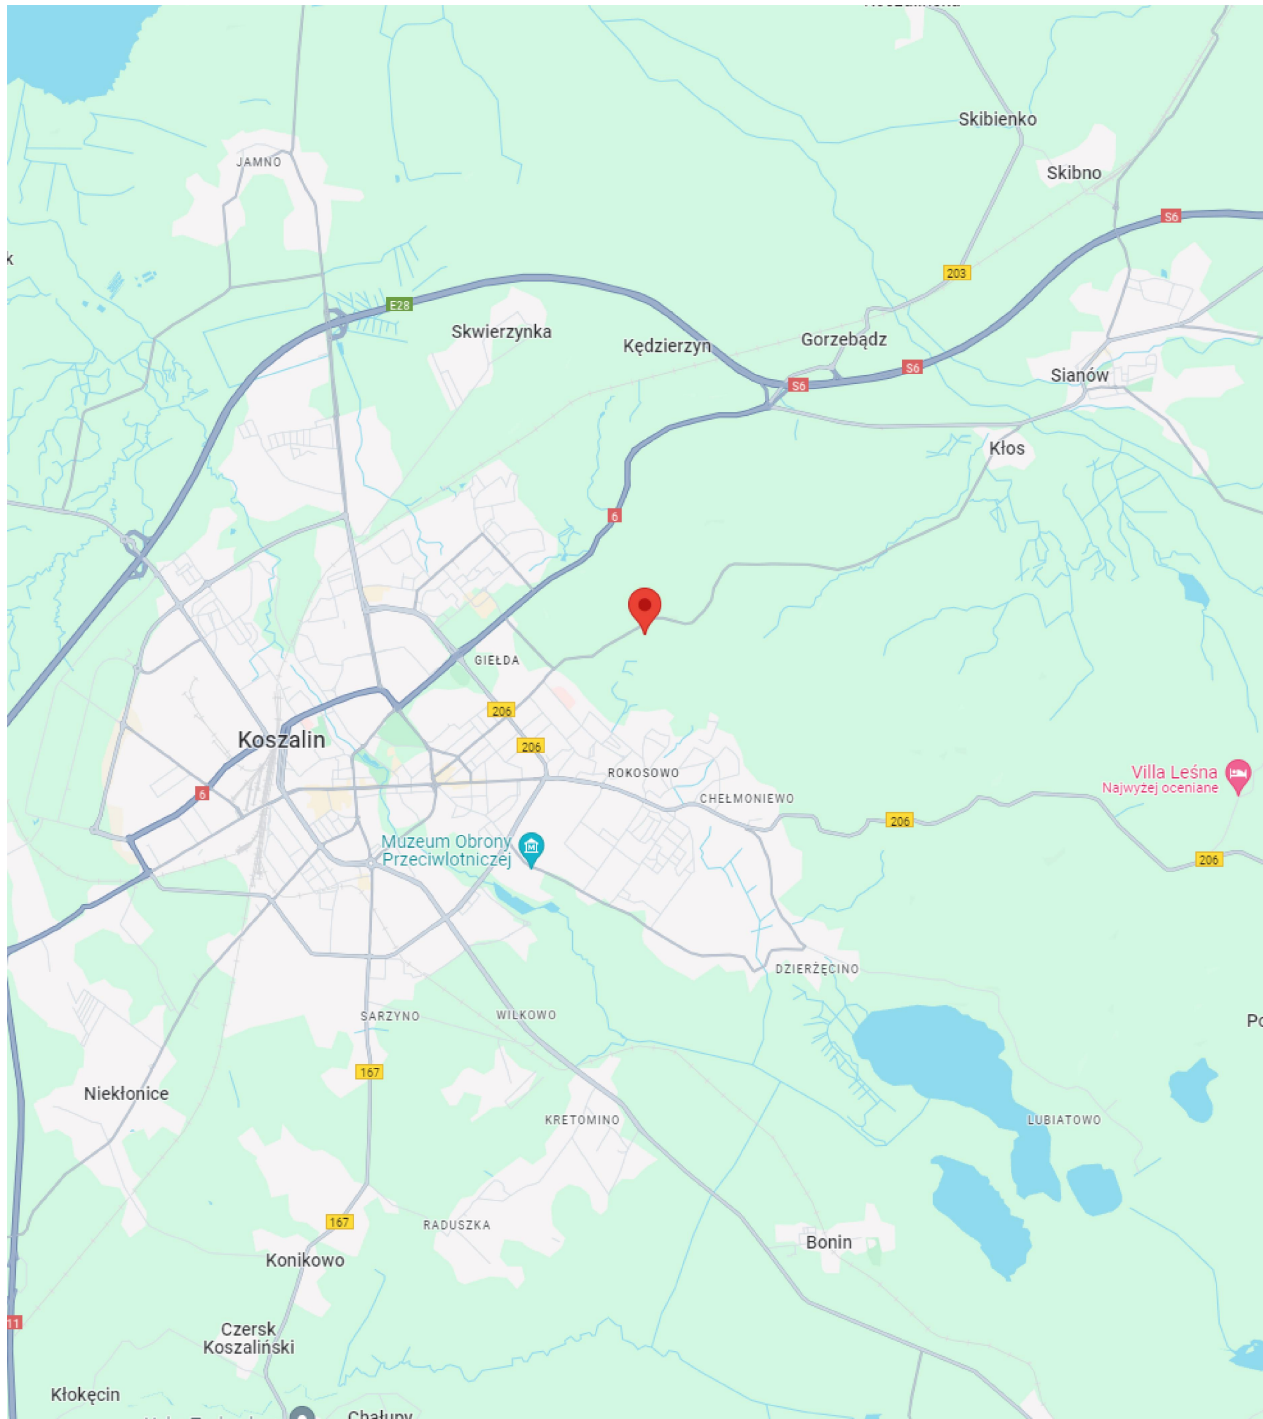 Skibienko
JAMNO
Skibno
S6
203
E28
Skwierzynka
Kędzierzyn
Gorzebądz
S6
Sianów
S6
Kłos
6
GIEŁDA
206
Koszalin
206
ROKOSOWO
Villa Leśna
Najwyżej oceniane
6
CHEŁMONIEWO
206
Muzeum Obrony
Przeciwlotniczej
206
DZIERŻĘCINO
SARZYNO
WILKOWO
167
Niekłonice
KRETOMINO
LUBIATOWO
167
RADUSZKA
Bonin
Konikowo
11
Czersk
Koszaliński
Kłokęcin
Chałupy